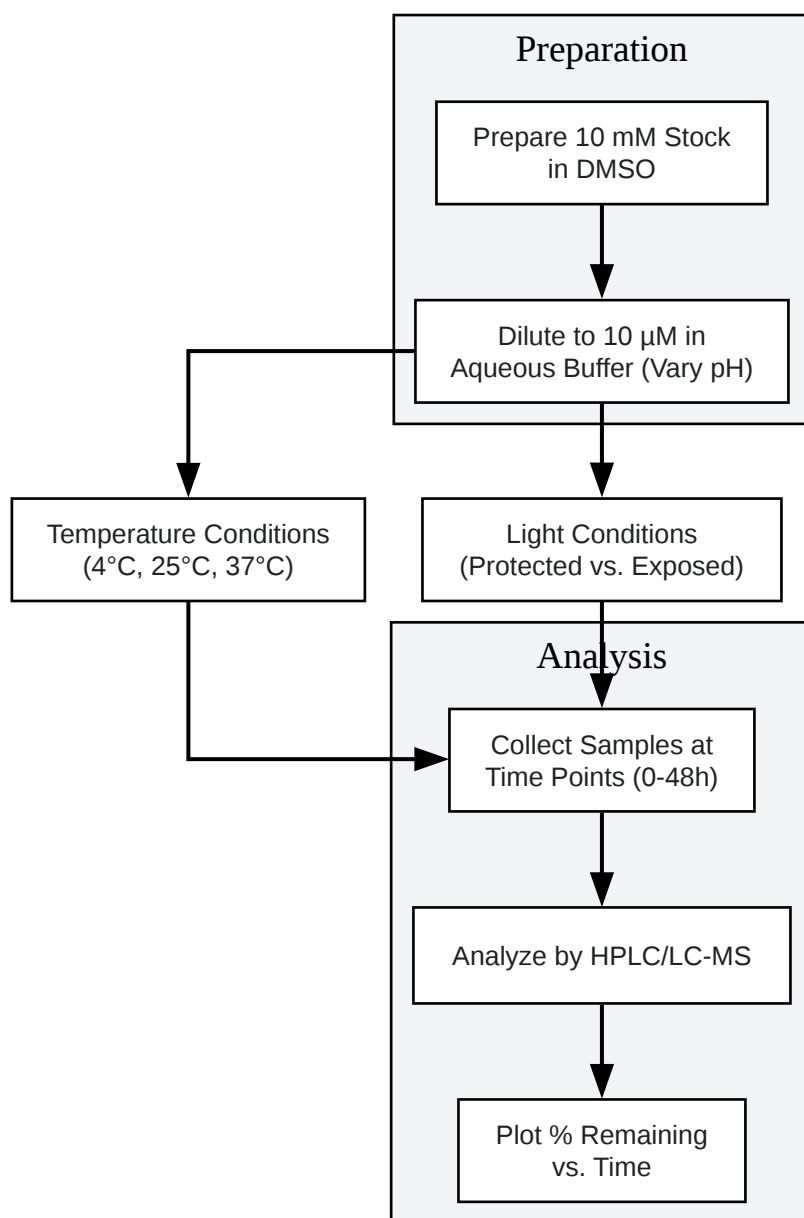 Preparation
Prepare 10 mM Stock
in DMSO
Dilute to 10 µM in
Aqueous Buffer (Vary pH)
Temperature Conditions
(4°C, 25°C, 37°C)
Light Conditions
(Protected vs. Exposed)
Analysis
Collect Samples at
Time Points (0-48h)
Analyze by HPLC/LC-MS
Plot % Remaining
vs. Time